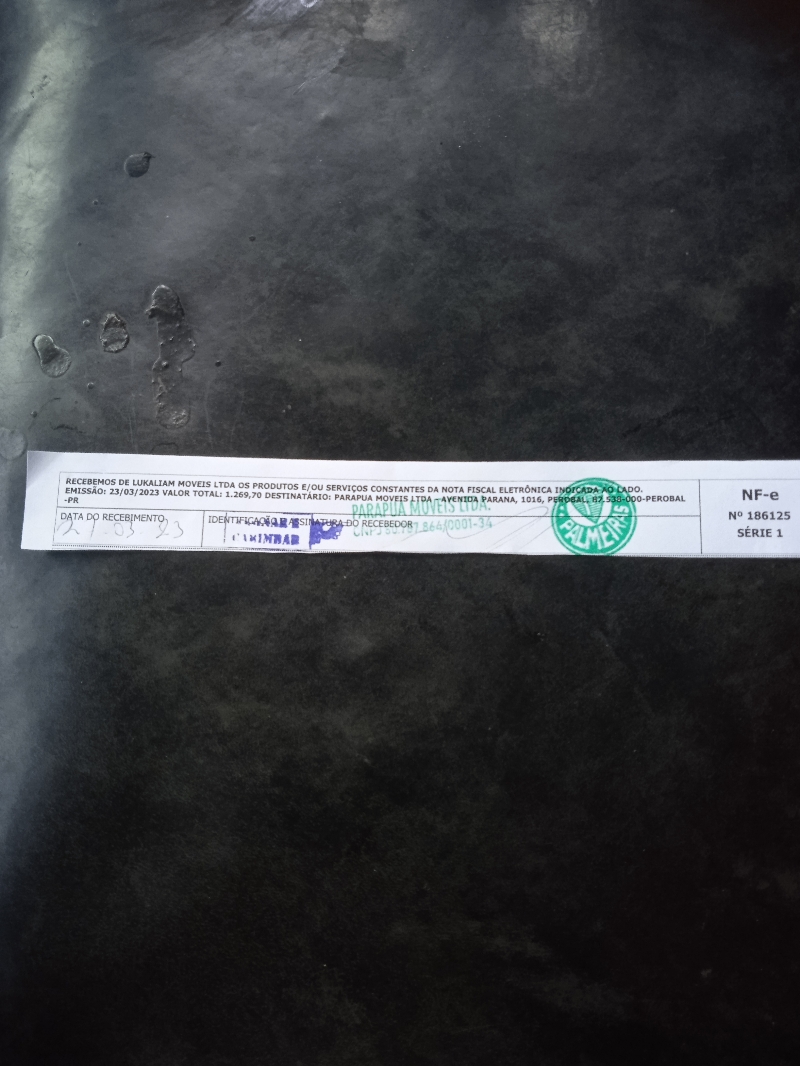 RECEBEMOS DE LUKALIAM MOVEIS LTDA OS PRODUTOS E/OU SERVIÇOS CONSTANTES DA NOTA FISCAL ELETRÔNICA INDICADA AO LADO.
EMISSÃO: 23/03/2023 VALOR TOTAL: 1.269,70 DESTINATÁRIO: PARAPUA MOVEIS LTDA - AVENIDA PARANA, 1016, PEROBAL, 87.538-000-PEROBAL
-PR
DATA DO RECEBIMENTO
IDENTIFICAÇÃO E ASSINATURA DO RECEBEDOR
CARIMBAR
PARAPUA MOVEIS LTDA.
PALMEIRAS
NF-e
Nº 186125
SÉRIE 1